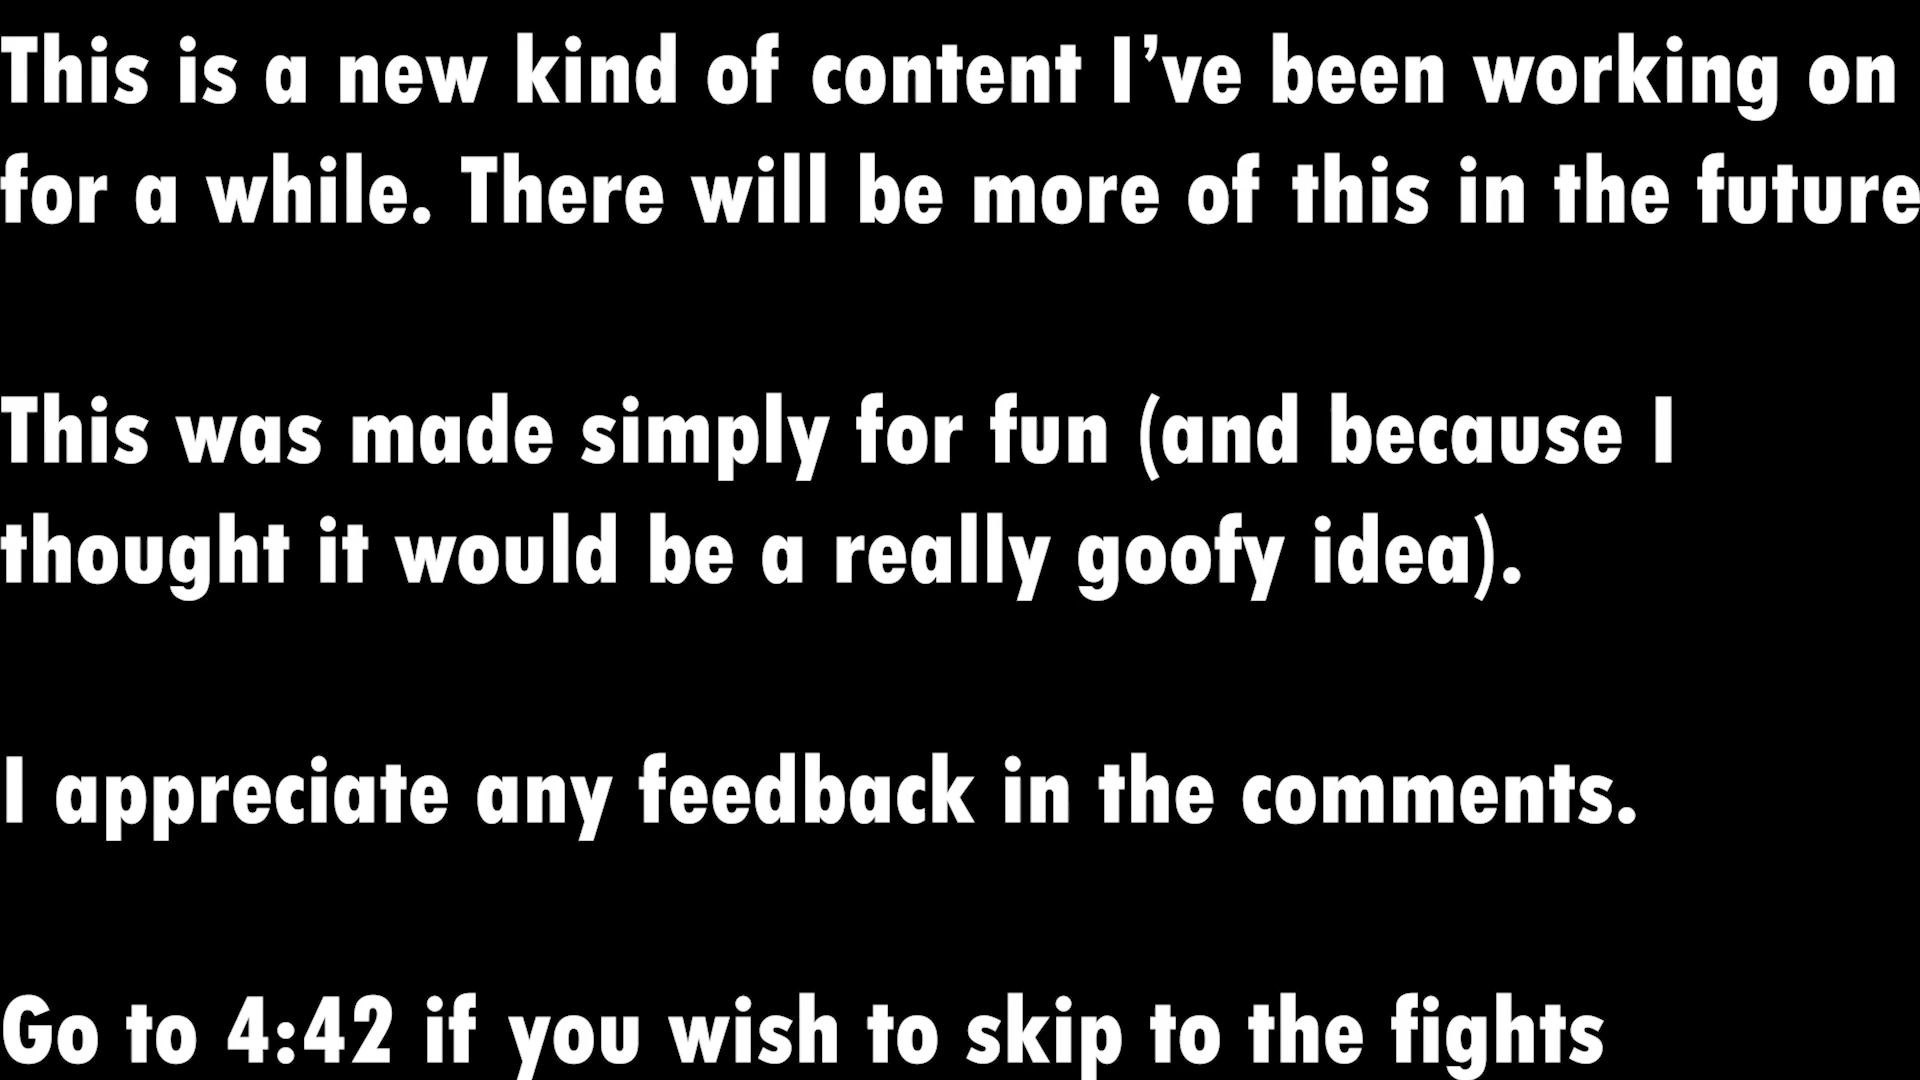 This is a new kind of content I’ve been working on
for a while. There will be more of this in the future
This was made simply for fun (and because I
thought it would be a really goofy idea).
I appreciate any feedback in the comments.
Go to 4:42 if you wish to skip to the fights